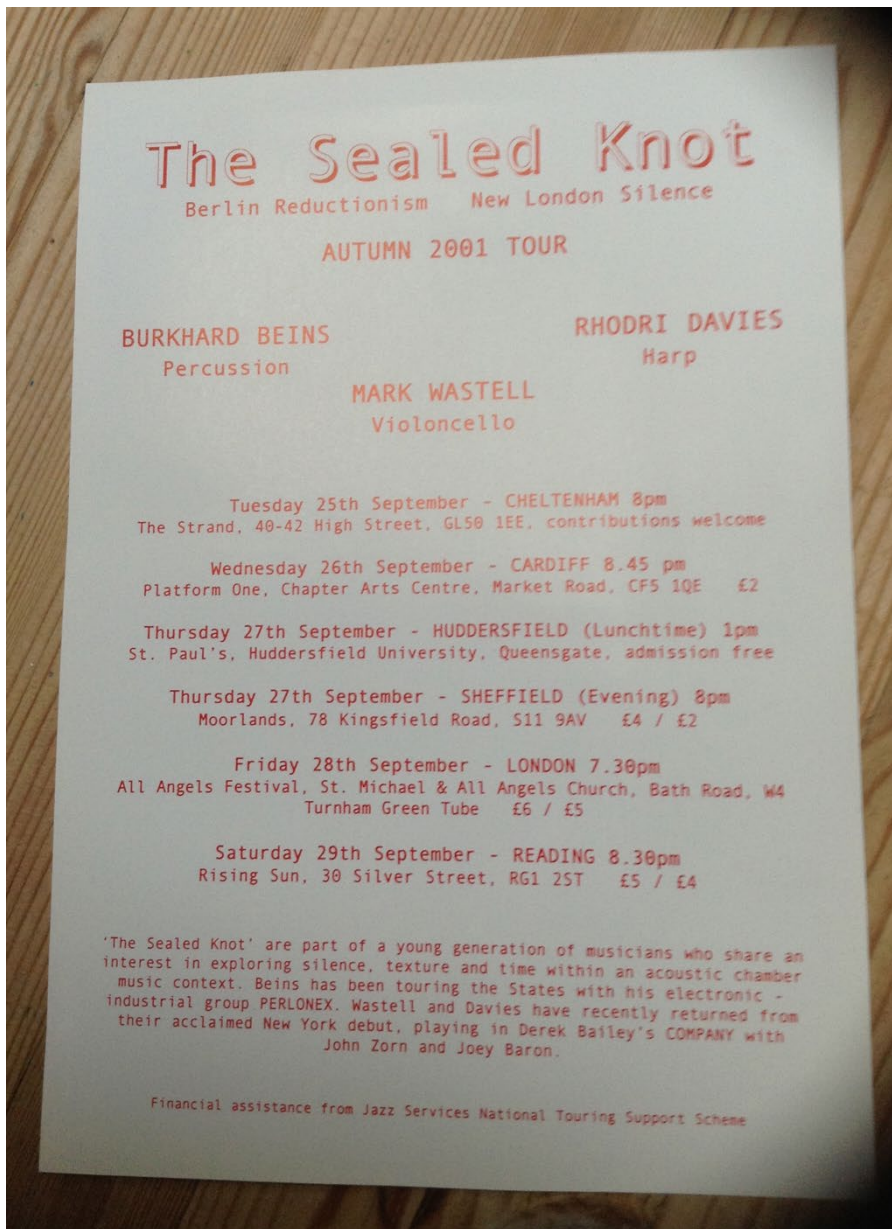 The Sealed Knot
Berlin Reductionism New London Silence
AUTUMN 2001 TOUR
BURKHARD BEINS
Percussion
RHODRI DAVIES
Harp
MARK WASTELL
Violoncello
Tuesday 25th September - CHELTENHAM 8pm
The Strand, 40-42 High Street, GL50 1EE, contributions welcome
Wednesday 26th September - CARDIFF 8.45 pm
Platform One, Chapter Arts Centre, Market Road, CF5 1QE £2
Thursday 27th September - HUDDERSFIELD (Lunchtime) 1pm
St. Paul's, Huddersfield University, Queensgate, admission free
Thursday 27th September - SHEFFIELD (Evening) 8pm
Moorlands, 78 Kingsfield Road, S11 9AV £4 / £2
Friday 28th September - LONDON 7.30pm
All Angels Festival, St. Michael & All Angels Church, Bath Road, W4
Turnham Green Tube £6 / £5
Saturday 29th September - READING 8.30pm
Rising Sun, 30 Silver Street, RG1 2ST £5 / £4
'The Sealed Knot' are part of a young generation of musicians who share an
interest in exploring silence, texture and time within an acoustic chamber
music context. Beins has been touring the States with his electronic -
industrial group PERLONEX. Wastell and Davies have recently returned from
their acclaimed New York debut, playing in Derek Bailey's COMPANY with
John Zorn and Joey Baron.
Financial assistance from Jazz Services National Touring Support Scheme